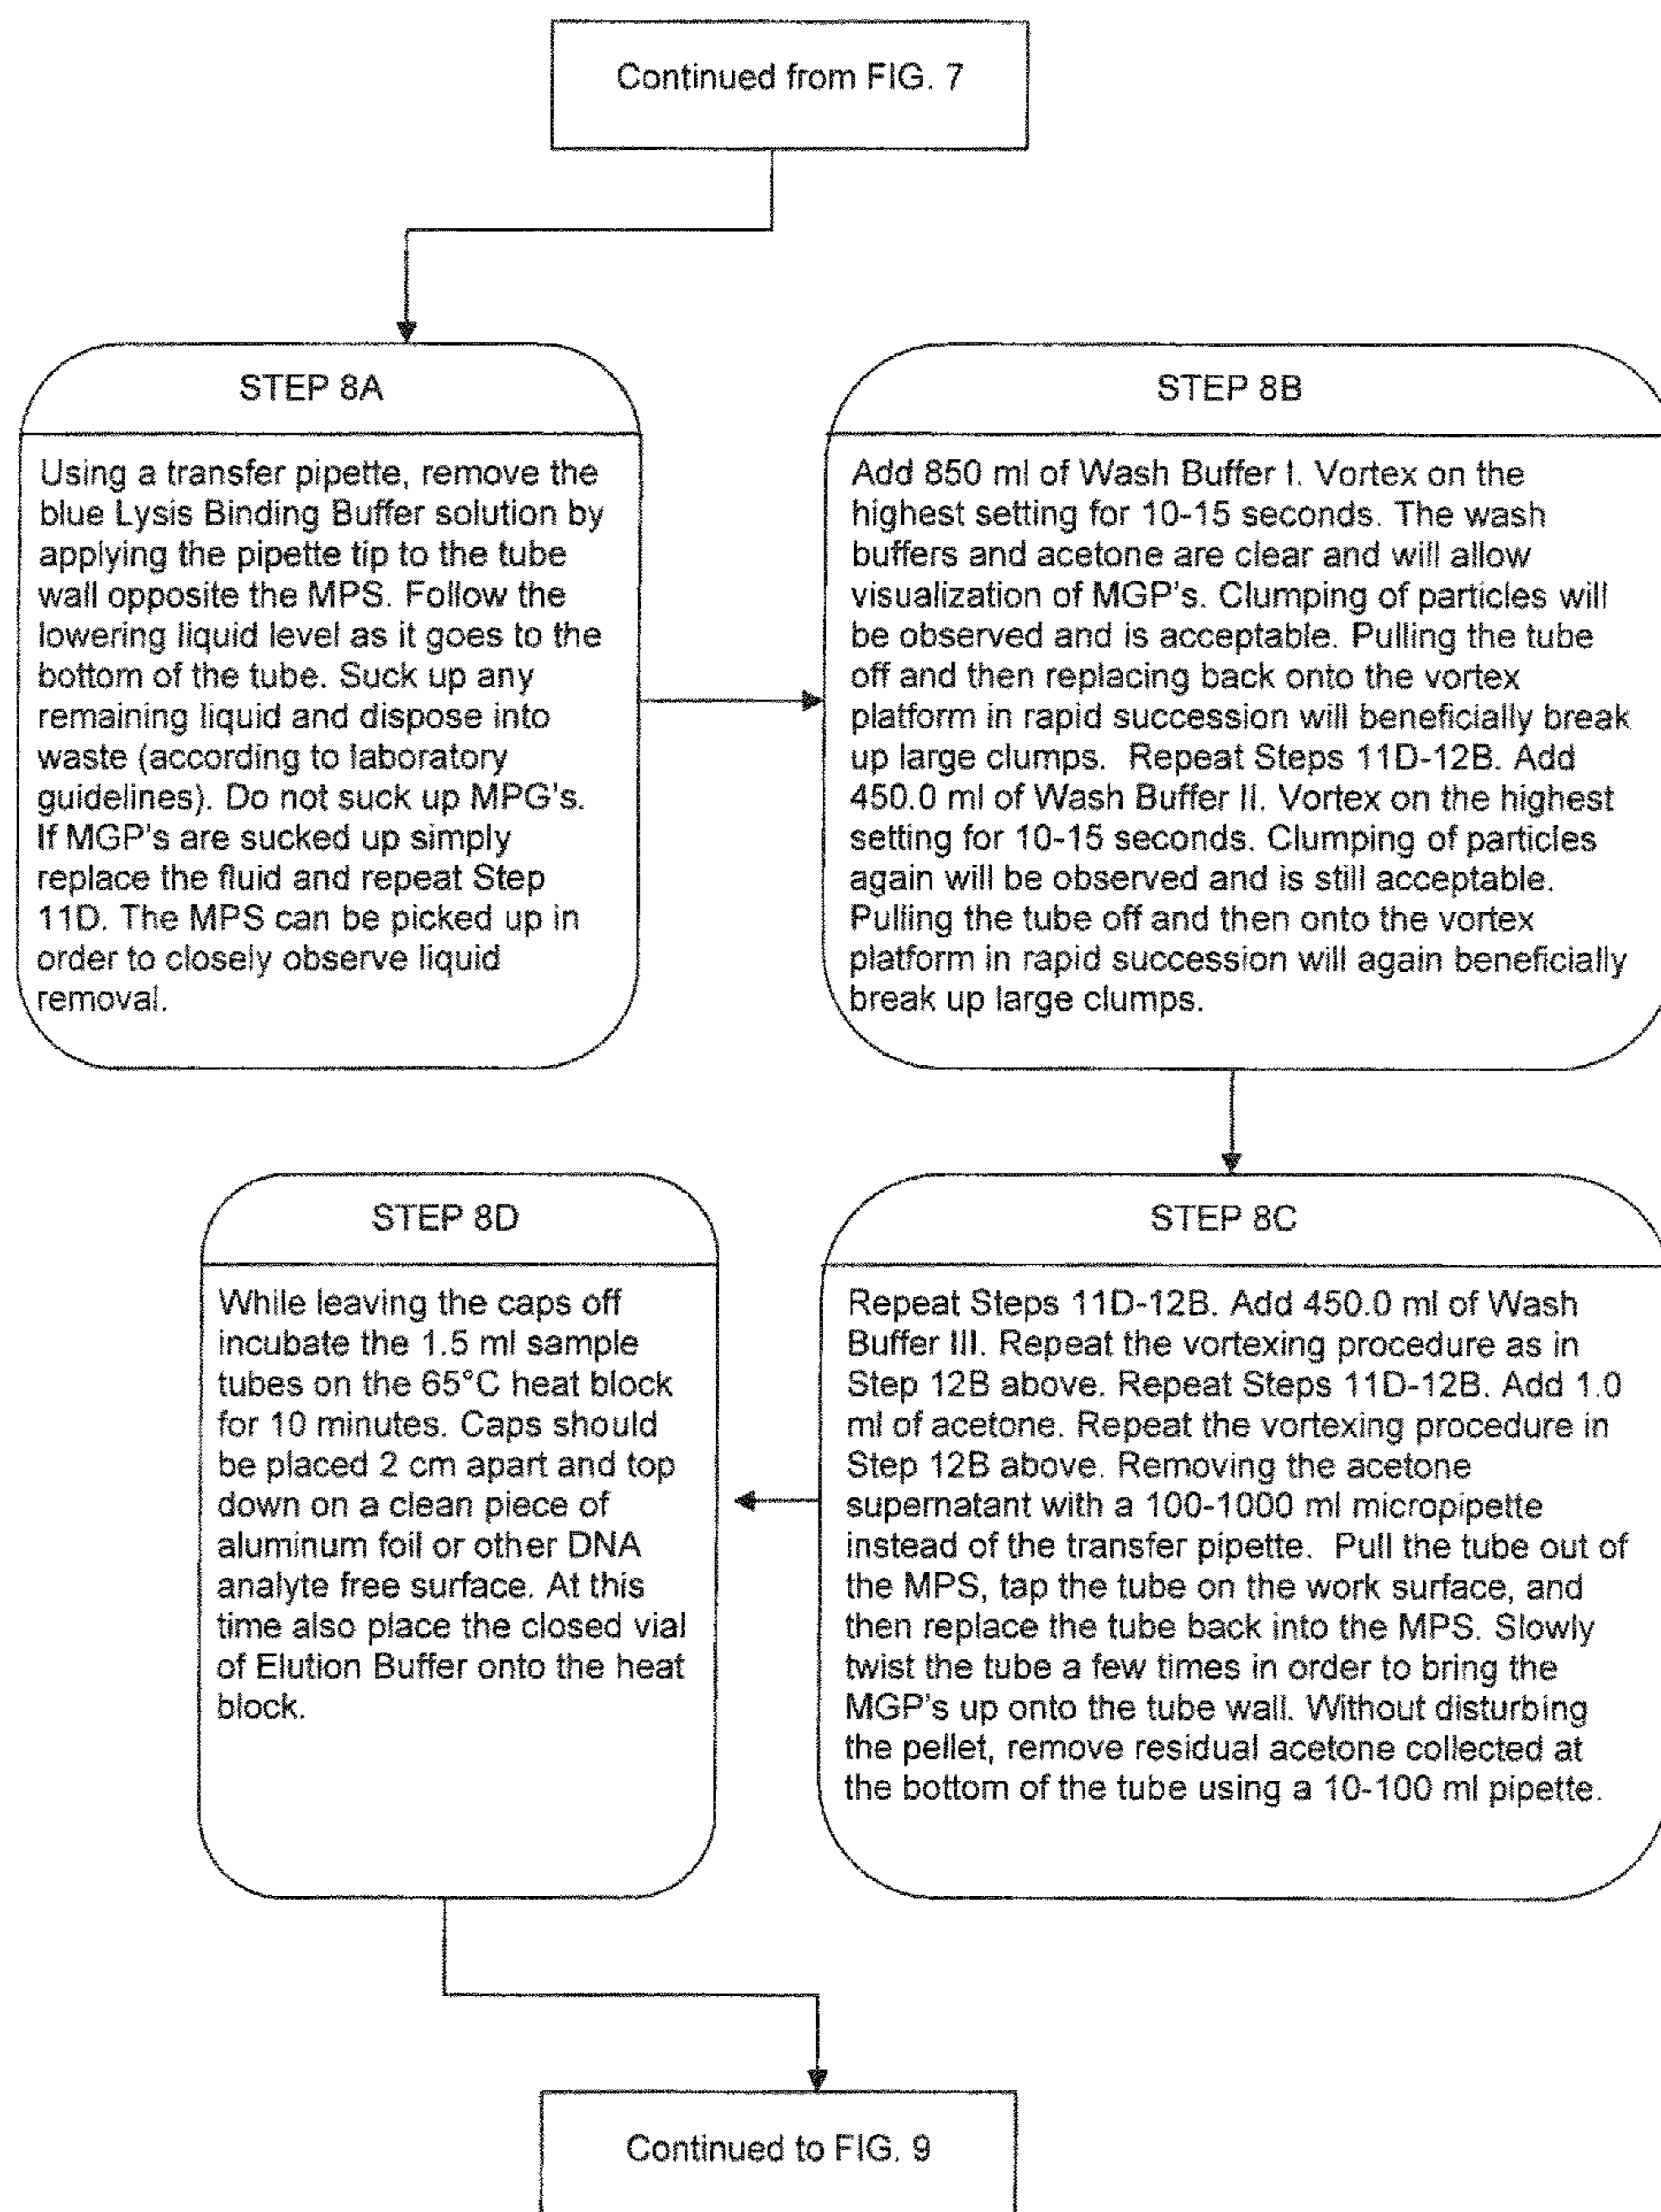 Continued from FIG. 7
STEP 8A
Using a transfer pipette, remove the
blue Lysis Binding Buffer solution by
applying the pipette tip to the tube
wall opposite the MPS. Follow the
lowering liquid level as it goes to the
bottom of the tube. Suck up any
remaining liquid and dispose into
waste (according to laboratory
guidelines). Do not suck up MPG's.
If MGP's are sucked up simply
replace the fluid and repeat Step
11D. The MPS can be picked up in
order to closely observe liquid
removal.
STEP 8B
Add 850 ml of Wash Buffer I. Vortex on the
highest setting for 10-15 seconds. The wash
buffers and acetone are clear and will allow
visualization of MGP's. Clumping of particles will
be observed and is acceptable. Pulling the tube
off and then replacing back onto the vortex
platform in rapid succession will beneficially break
up large clumps. Repeat Steps 11D-12B. Add
450.0 ml of Wash Buffer II. Vortex on the highest
setting for 10-15 seconds. Clumping of particles
again will be observed and is still acceptable.
Pulling the tube off and then onto the vortex
platform in rapid succession will again beneficially
break up large clumps.
STEP 8C
Repeat Steps 11D-12B. Add 450.0 ml of Wash
Buffer III. Repeat the vortexing procedure as in
Step 12B above. Repeat Steps 11D-12B. Add 1.0
ml of acetone. Repeat the vortexing procedure in
Step 12B above. Removing the acetone
supernatant with a 100-1000 ml micropipette
instead of the transfer pipette. Pull the tube out of
the MPS, tap the tube on the work surface, and
then replace the tube back into the MPS. Slowly
twist the tube a few times in order to bring the
MGP's up onto the tube wall. Without disturbing
the pellet, remove residual acetone collected at
the bottom of the tube using a 10-100 ml pipette.
STEP 8D
While leaving the caps off
incubate the 1.5 ml sample
tubes on the 65°C heat block
for 10 minutes. Caps should
be placed 2 cm apart and top
down on a clean piece of
aluminum foil or other DNA
analyte free surface. At this
time also place the closed vial
of Elution Buffer onto the heat
block.
Continued to FIG. 9